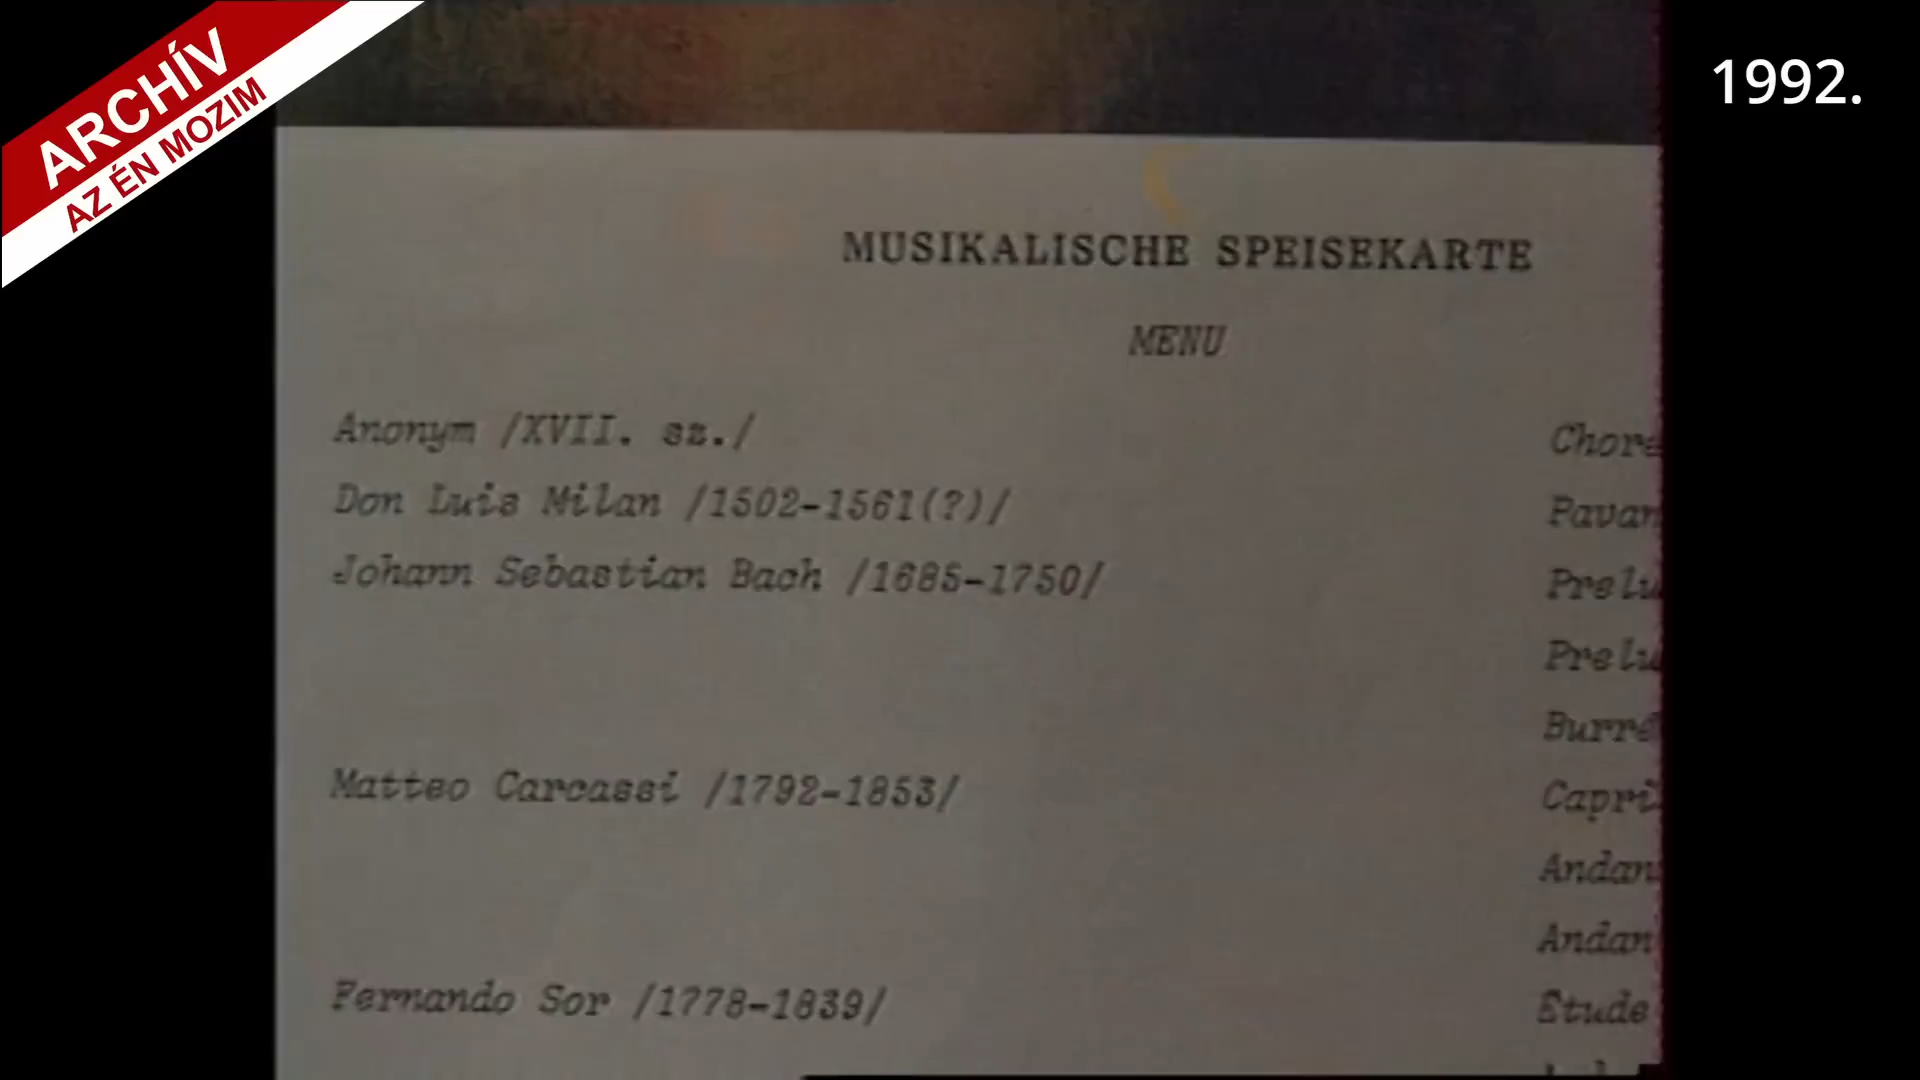 ARCHÍV
AZ ÉN MOZIM
1992.
MUSIKALISCHE SPEISEKARTE
MENU
Anonym /XVII. sz./
Don Luis Milan /1502-1561(?)/ 
Johann Sebastian Bach /1685-1750/
Matteo Carcassi /1792-1853/
Fernando Sor /1778-1839/ Etude